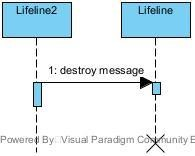 Lifeline2 Lifeline
1: destroy message
Powered By Visual Paradigm Community E